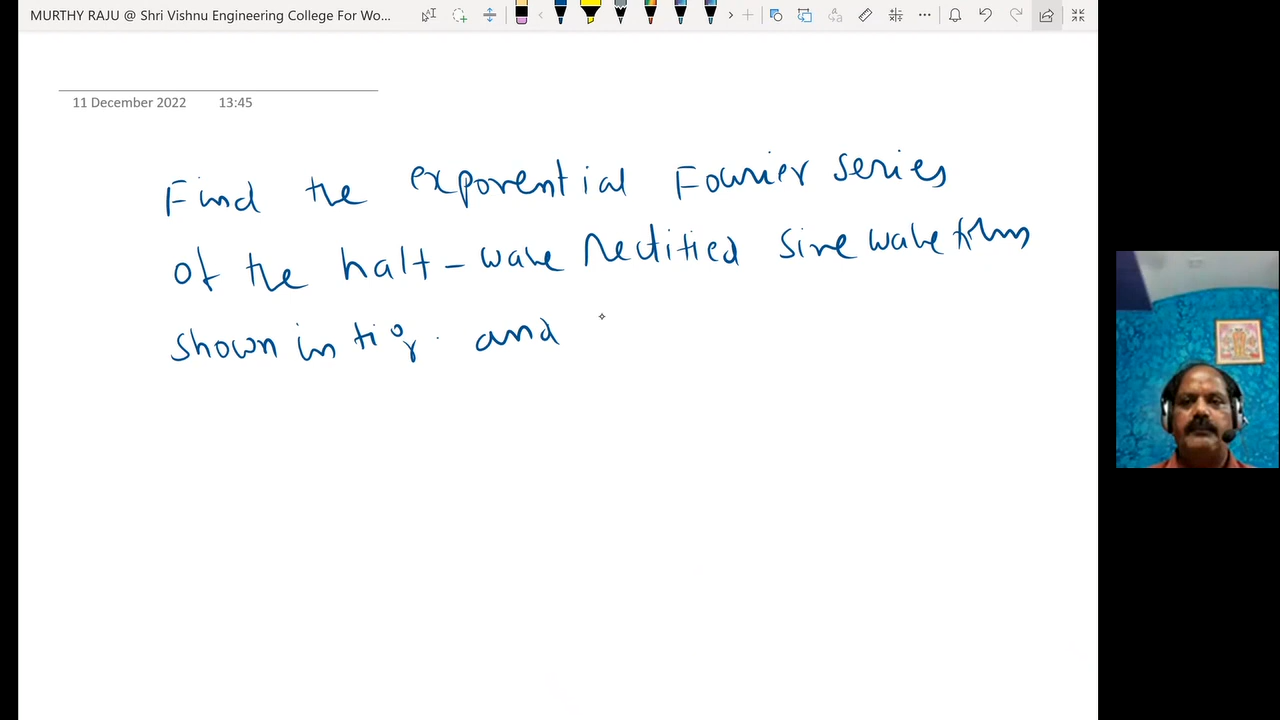 MURTHY RAJU @ Shri Vishnu Engineering College For Wo...
11 December 2022 13:45
Find the exponential Fourier series
of the half-wave Rectified sine wave form
shown in fig. and